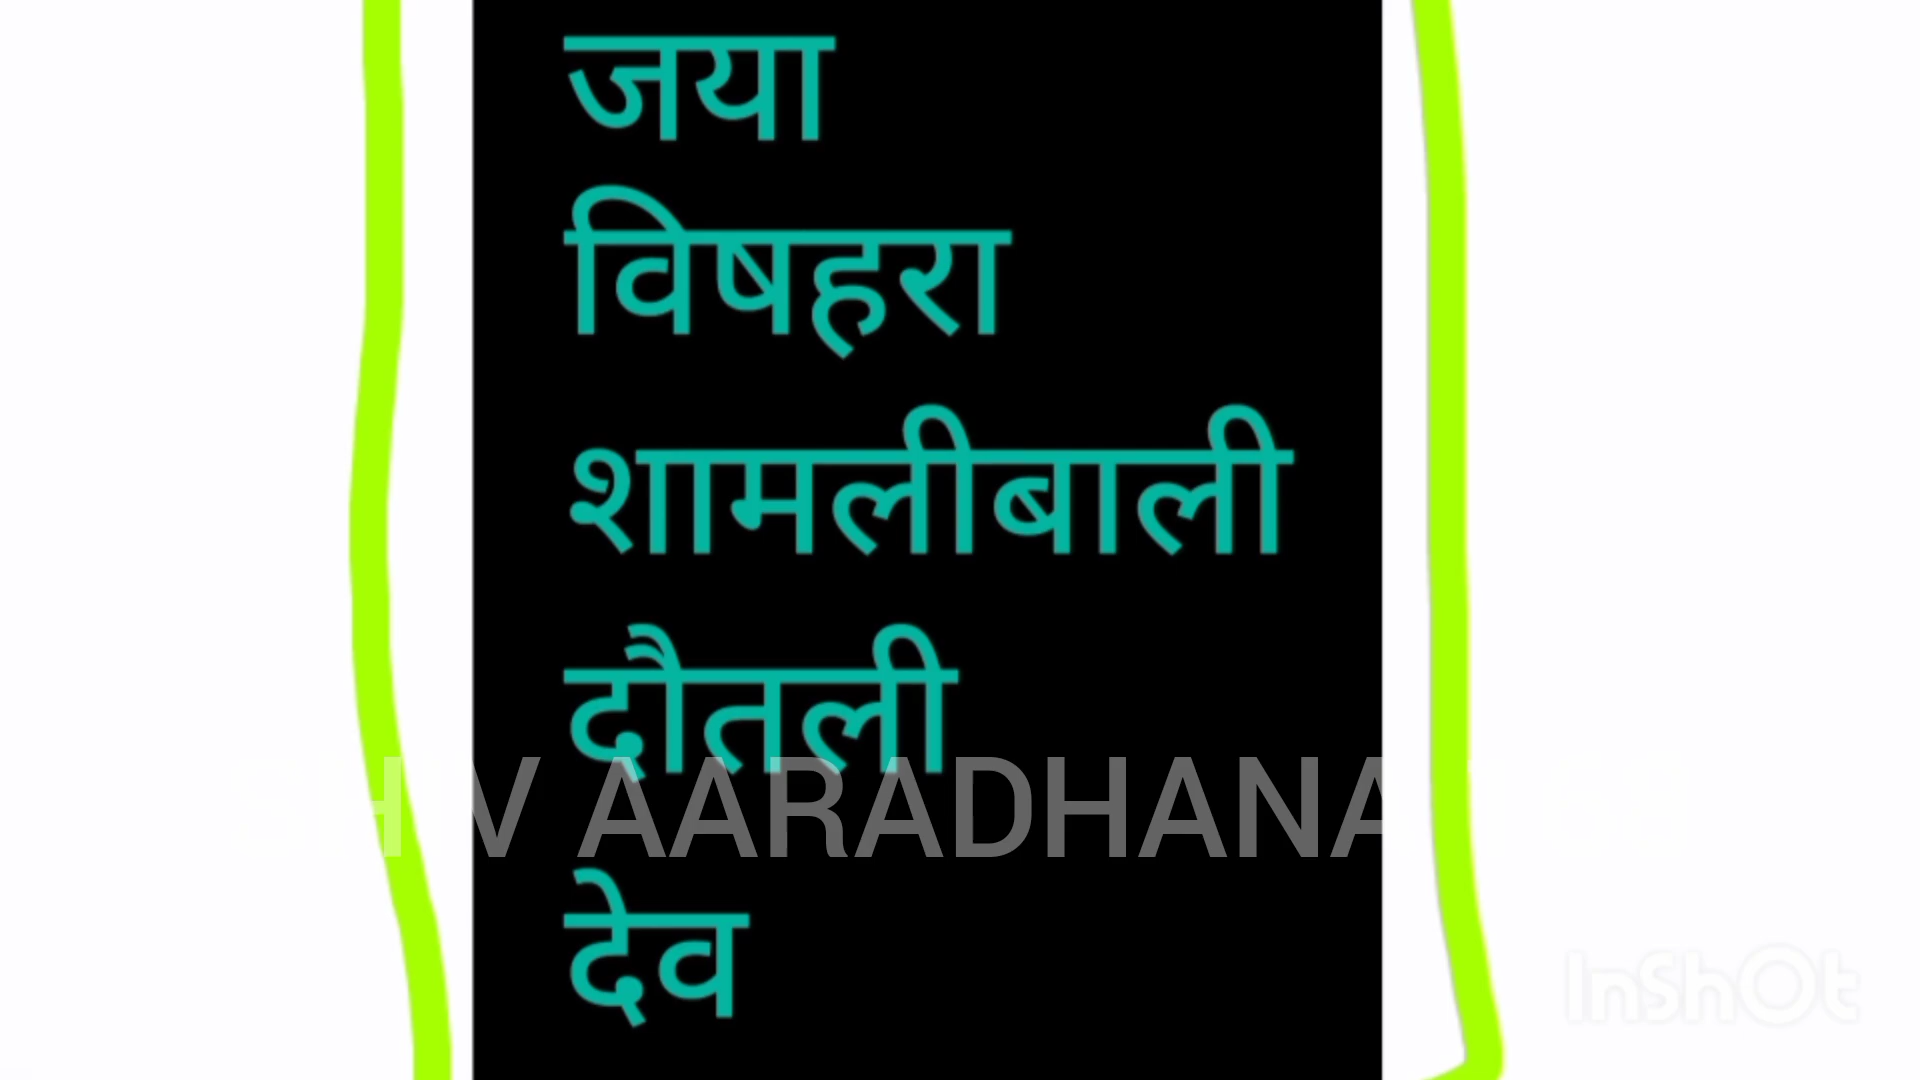 जया
विषहरा
शामलीबाली
दौतली
V AARADHANA
देव
InShOt